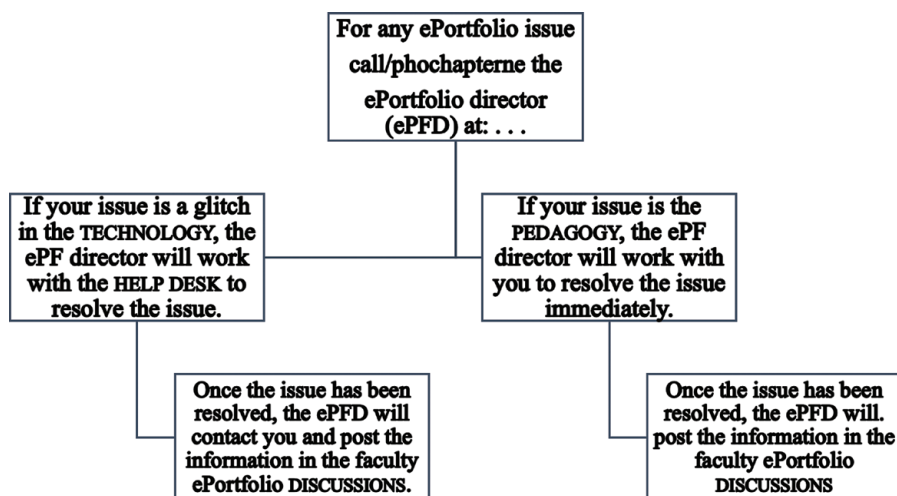 For any ePortfolio issue
call/phochapterne the
ePortfolio director
(ePFD) at: . . .
If your issue is a glitch
in the TECHNOLOGY, the
ePF director will work
with the HELP DESK to
resolve the issue.
If your issue is the
PEDAGOGY, the ePF
director will work with
you to resolve the issue
immediately.
Once the issue has been
resolved, the ePFD will
contact you and post the
information in the faculty
ePortfolio DISCUSSIONS.
Once the issue has been
resolved, the ePFD will.
post the information in the
faculty ePortfolio
DISCUSSIONS